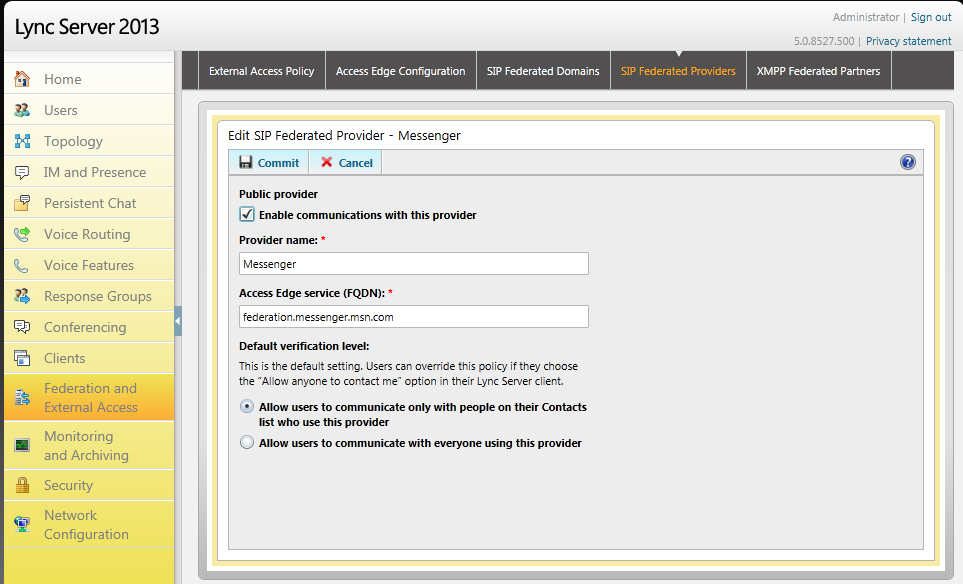 Lync Server 2013
Administrator | Sign out
5.0.8527.500 | Privacy statement
Home
Users
Topology
IM and Presence
Persistent Chat
Voice Routing
Voice Features
Response Groups
Conferencing
Clients
Federation and
External Access
Monitoring
and Archiving
Security
Network
Configuration
External Access Policy
Access Edge Configuration
SIP Federated Domains
SIP Federated Providers
XMPP Federated Partners
Edit SIP Federated Provider - Messenger
Commit
Cancel
?
Public provider
Enable communications with this provider
Provider name: *
Messenger
Access Edge service (FQDN): *
federation.messenger.msn.com
Default verification level:
This is the default setting. Users can override this policy if they choose
the "Allow anyone to contact me" option in their Lync Server client.
Allow users to communicate only with people on their Contacts
list who use this provider
Allow users to communicate with everyone using this provider